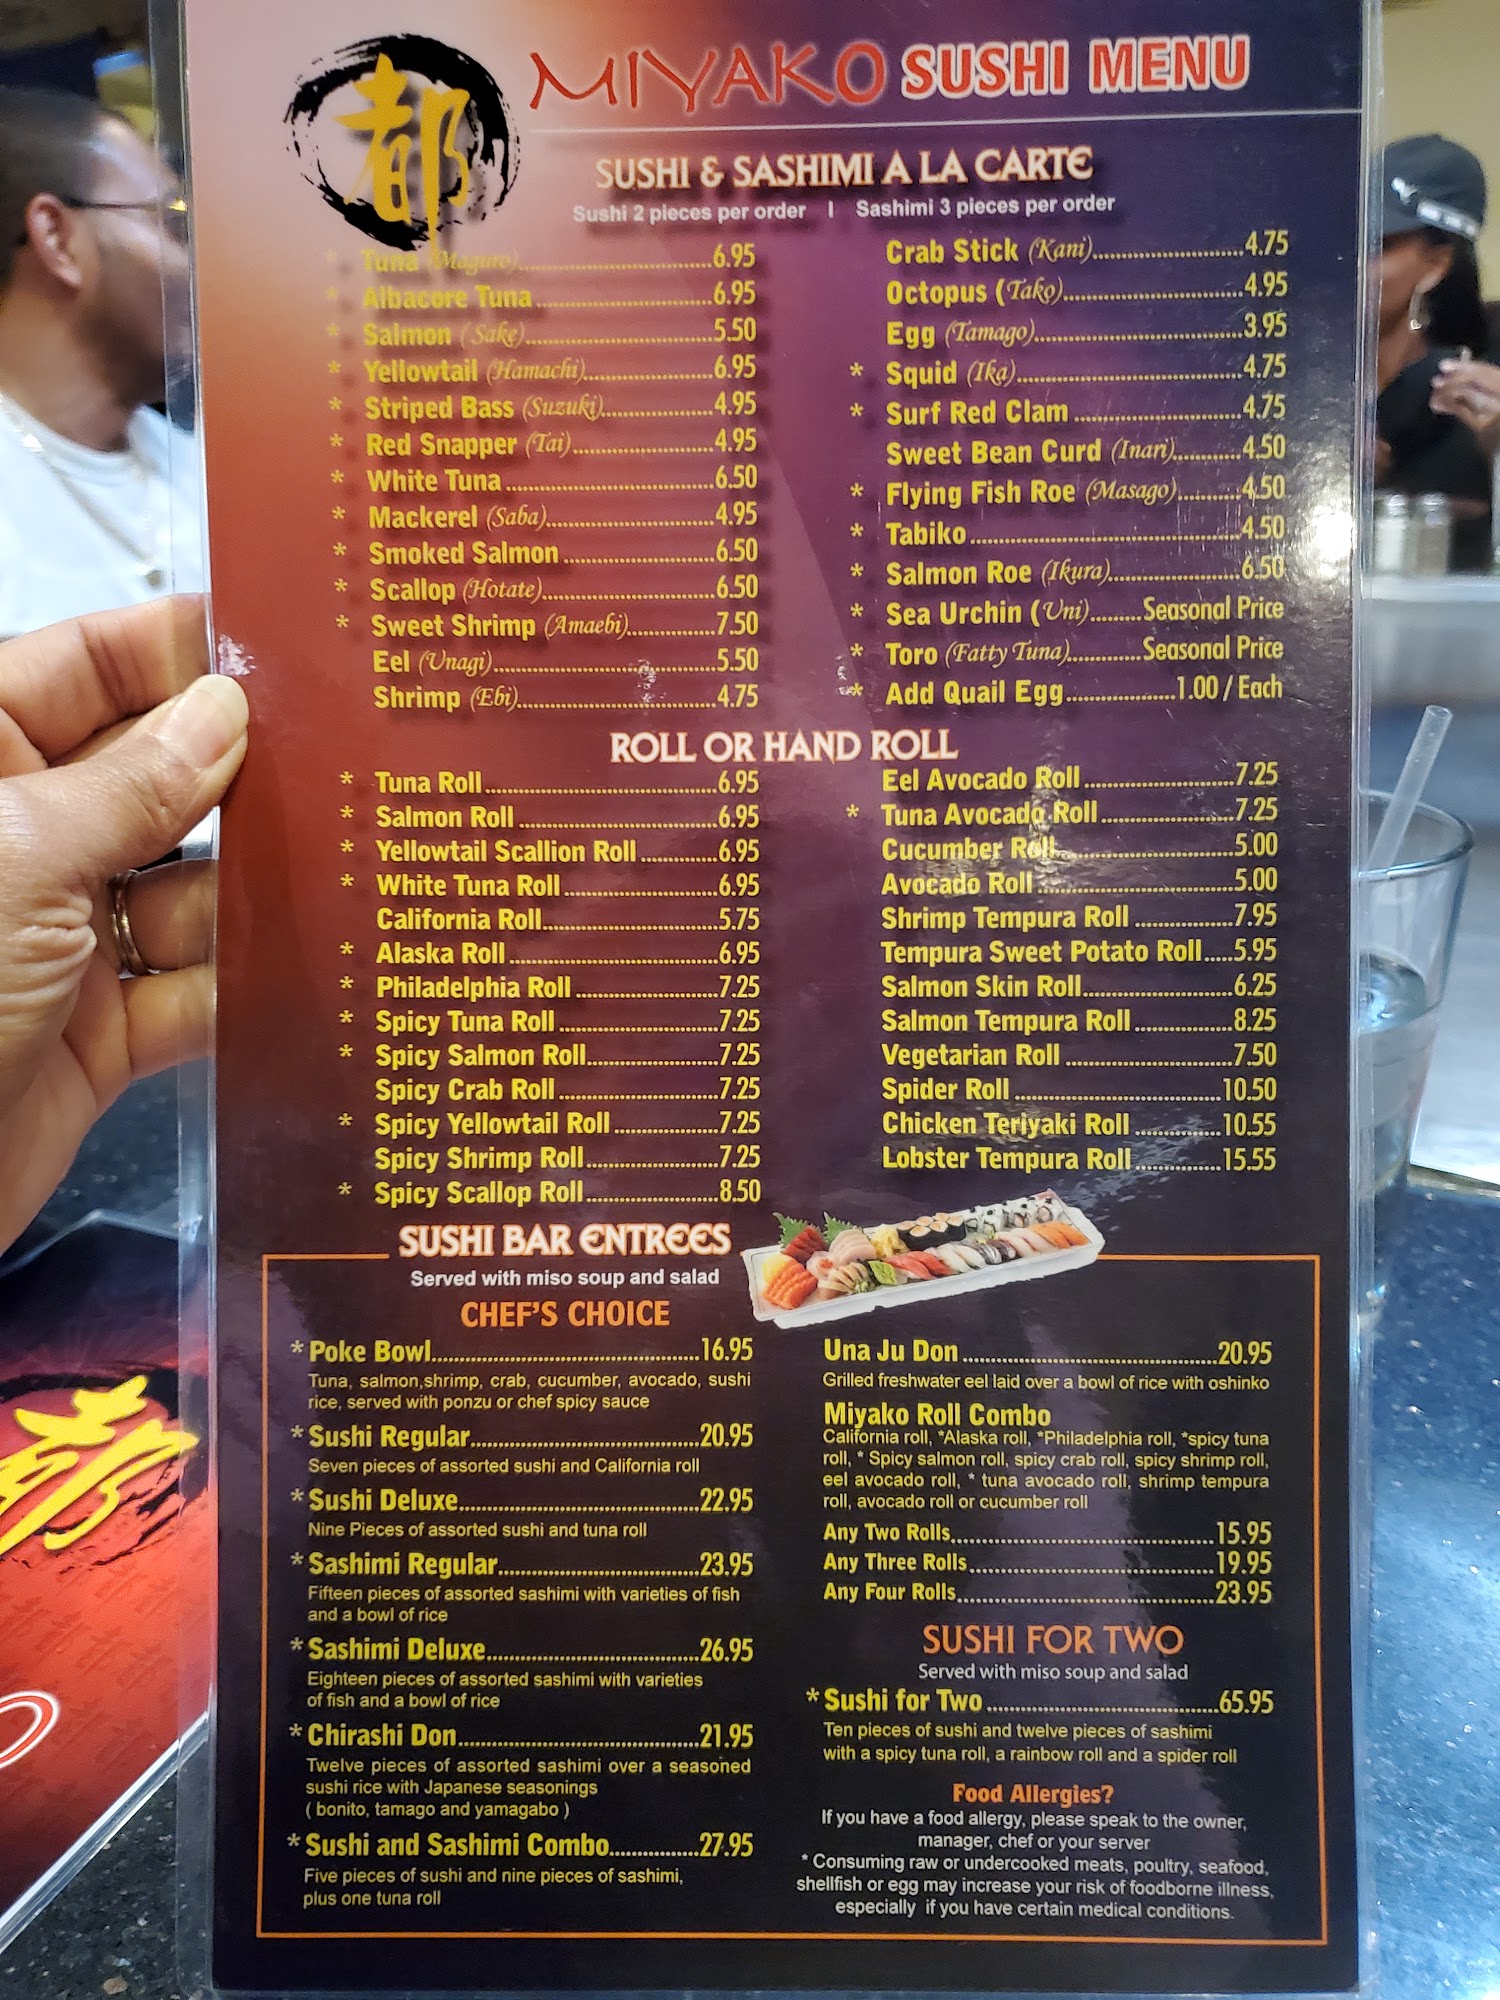 都
MIYAKO SUSHI MENU
SUSHI & SASHIMI A LA CARTE
Sushi 2 pieces per order | Sashimi 3 pieces per order
* Tuna (Maguro)...6.95
* Albacore Tuna...6.95
* Salmon (Sake)...5.50
* Yellowtail (Hamachi)...6.95
* Striped Bass (Suzuki)...4.95
* Red Snapper (Tai)...4.95
* White Tuna...6.50
* Mackerel (Saba)...4.95
* Smoked Salmon...6.50
* Scallop (Hotate)...6.50
* Sweet Shrimp (Amaebi)...7.50
Eel (Unagi)...5.50
Shrimp (Ebi)...4.75
Crab Stick (Kani)...4.75
Octopus (Tako)...4.95
Egg (Tamago)...3.95
* Squid (Ika)...4.75
* Surf Red Clam...4.75
Sweet Bean Curd (Inari)...4.50
* Flying Fish Roe (Masago)...4.50
* Tabiko...4.50
* Salmon Roe (Ikura)...6.50
* Sea Urchin (Uni)...Seasonal Price
* Toro (Fatty Tuna)...Seasonal Price
* Add Quail Egg...1.00 / Each
ROLL OR HAND ROLL
* Tuna Roll...6.95
* Salmon Roll...6.95
* Yellowtail Scallion Roll...6.95
* White Tuna Roll...6.95
California Roll...5.75
* Alaska Roll...6.95
* Philadelphia Roll...7.25
* Spicy Tuna Roll...7.25
* Spicy Salmon Roll...7.25
Spicy Crab Roll...7.25
* Spicy Yellowtail Roll...7.25
Spicy Shrimp Roll...7.25
* Spicy Scallop Roll...8.50
Eel Avocado Roll...7.25
* Tuna Avocado Roll...7.25
Cucumber Roll...5.00
Avocado Roll...5.00
Shrimp Tempura Roll...7.95
Tempura Sweet Potato Roll...5.95
Salmon Skin Roll...6.25
Salmon Tempura Roll...8.25
Vegetarian Roll...7.50
Spider Roll...10.50
Chicken Teriyaki Roll...10.55
Lobster Tempura Roll...15.55
SUSHI BAR ENTREES
Served with miso soup and salad
CHEF'S CHOICE
* Poke Bowl...16.95
Tuna, salmon,shrimp, crab, cucumber, avocado, sushi
rice, served with ponzu or chef spicy sauce
* Sushi Regular...20.95
Seven pieces of assorted sushi and California roll
* Sushi Deluxe...22.95
Nine Pieces of assorted sushi and tuna roll
* Sashimi Regular...23.95
Fifteen pieces of assorted sashimi with varieties of fish
and a bowl of rice
* Sashimi Deluxe...26.95
Eighteen pieces of assorted sashimi with varieties
of fish and a bowl of rice
* Chirashi Don...21.95
Twelve pieces of assorted sashimi over a seasoned
sushi rice with Japanese seasonings
( bonito, tamago and yamagabo )
* Sushi and Sashimi Combo...27.95
Five pieces of sushi and nine pieces of sashimi,
plus one tuna roll
Una Ju Don...20.95
Grilled freshwater eel laid over a bowl of rice with oshinko
Miyako Roll Combo
California roll, *Alaska roll, *Philadelphia roll, *spicy tuna
roll, * Spicy salmon roll, spicy crab roll, spicy shrimp roll,
eel avocado roll, * tuna avocado roll, shrimp tempura
roll, avocado roll or cucumber roll
Any Two Rolls...15.95
Any Three Rolls...19.95
Any Four Rolls...23.95
SUSHI FOR TWO
Served with miso soup and salad
* Sushi for Two...65.95
Ten pieces of sushi and twelve pieces of sashimi
with a spicy tuna roll, a rainbow roll and a spider roll
Food Allergies?
If you have a food allergy, please speak to the owner,
manager, chef or your server
* Consuming raw or undercooked meats, poultry, seafood,
shellfish or egg may increase your risk of foodborne illness,
especially if you have certain medical conditions.
都